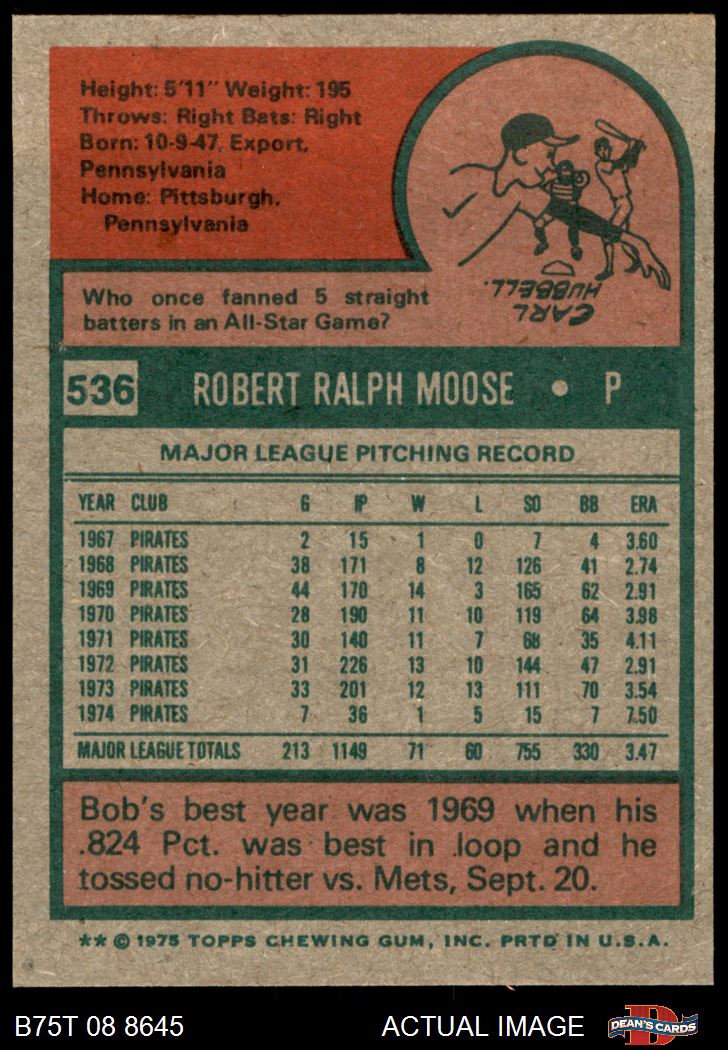 Height: 5'11" Weight: 195
Throws: Right Bats: Right
Born: 10-9-47, Export,
Pennsylvania
Home: Pittsburgh,
Pennsylvania
CARL
HUBBELL.
Who once fanned 5 straight
batters in an All-Star Game?
536 ROBERT RALPH MOOSE • P
MAJOR LEAGUE PITCHING RECORD
YEAR CLUB G IP W L SO BB ERA
1967 PIRATES 2 15 1 0 7 4 3.60
1968 PIRATES 38 171 8 12 126 41 2.74
1969 PIRATES 44 170 14 3 165 62 2.91
1970 PIRATES 28 190 11 10 119 64 3.98
1971 PIRATES 30 140 11 7 68 35 4.11
1972 PIRATES 31 226 13 10 144 47 2.91
1973 PIRATES 33 201 12 13 111 70 3.54
1974 PIRATES 7 36 1 5 15 7 7.50
MAJOR LEAGUE TOTALS 213 1149 71 60 755 330 3.47
Bob's best year was 1969 when his
.824 Pct. was best in loop and he
tossed no-hitter vs. Mets, Sept. 20.
** © 1975 TOPPS CHEWING GUM, INC. PRTD IN U.S.A.
B75T 08 8645 ACTUAL IMAGE D DEAN'S CARDS